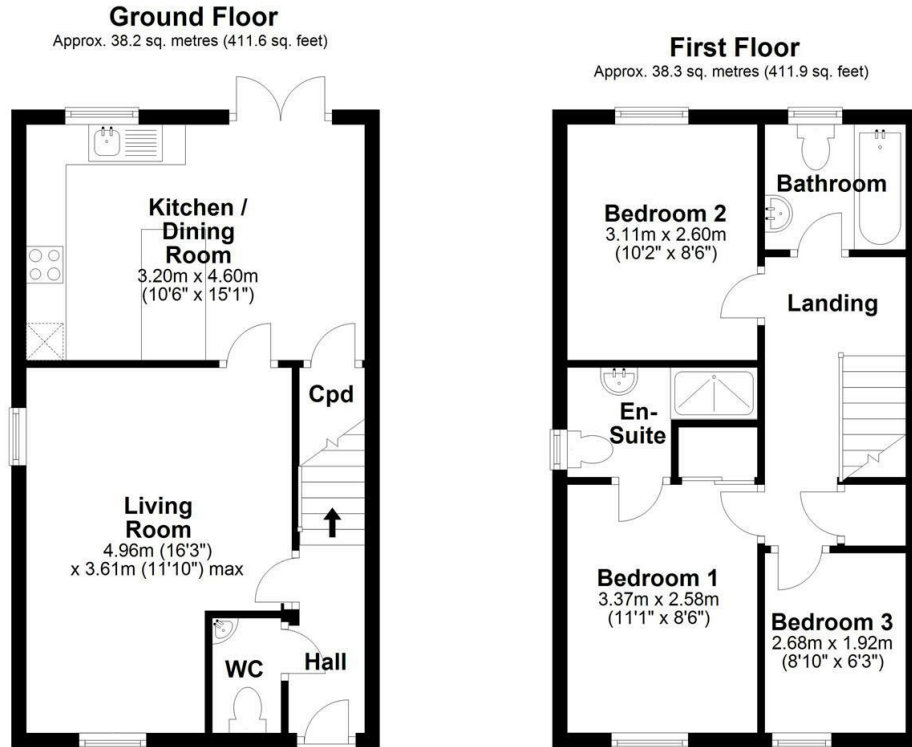 Ground Floor
Approx. 38.2 sq. metres (411.6 sq. feet)
Kitchen /
Dining
Room
3.20m x 4.60m
(10'6" x 15'1")
Cpd
Living
Room
4.96m (16'3")
x 3.61m (11'10") max
WC
Hall
First Floor
Approx. 38.3 sq. metres (411.9 sq. feet)
Bedroom 2
3.11m x 2.60m
(10'2" x 8'6")
Bathroom
Landing
En-
Suite
Bedroom 1
3.37m x 2.58m
(11'1" x 8'6")
Bedroom 3
2.68m x 1.92m
(8'10" x 6'3")